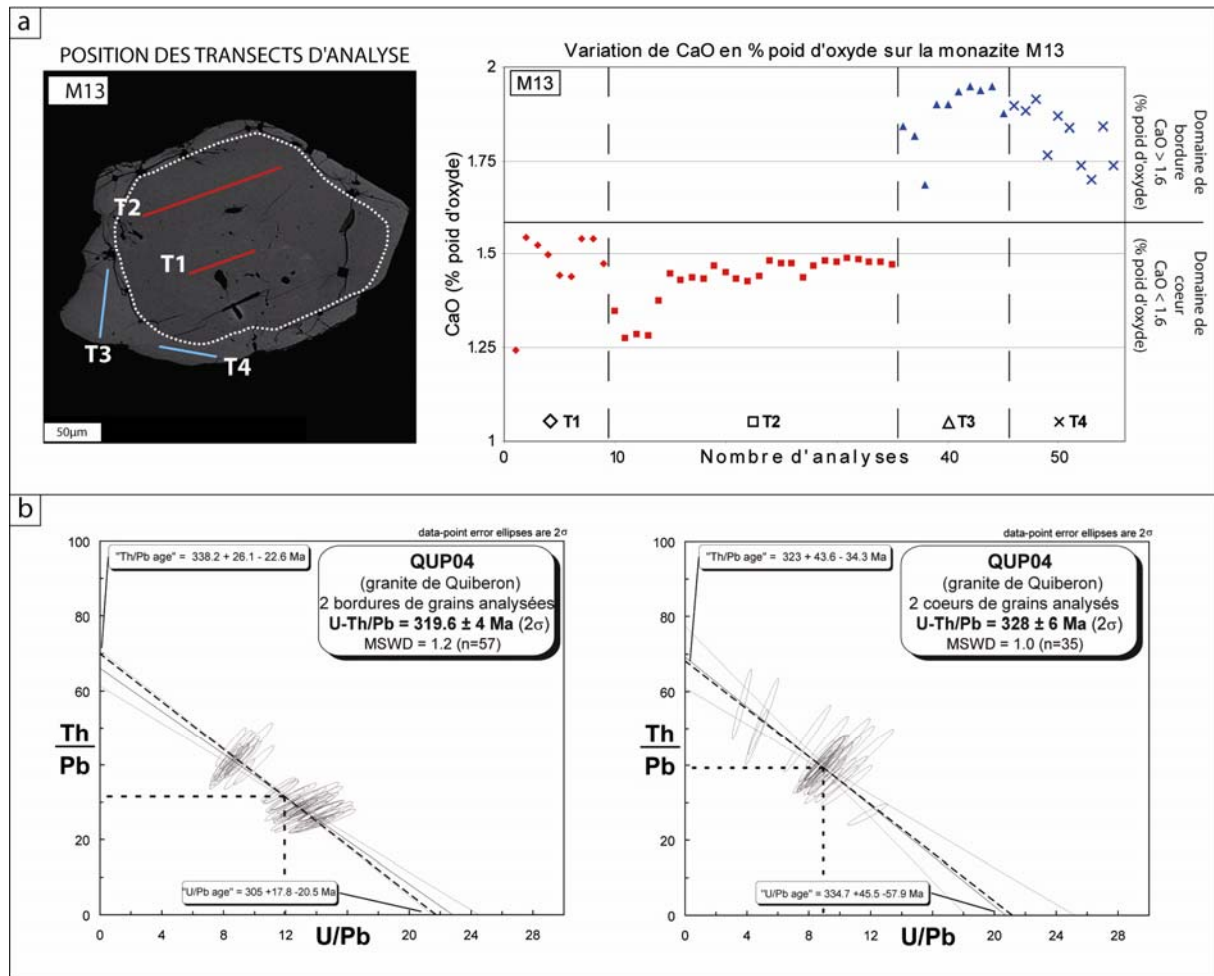 a
POSITION DES TRANSECTS D'ANALYSE
M13
T2
T1
T3
T4
50µm
Variation de CaO en % poid d'oxyde sur la monazite M13
M13
CaO (% poid d'oxyde)
2
1.75
1.5
1.25
1
0
10
40
50
Nombre d'analyses
T1
T2
T3
T4
Domaine de
bordure
CaO > 1.6
(% poid d'oxyde)
Domaine de
coeur
CaO < 1.6
(% poid d'oxyde)
b
data-point error ellipses are 2σ
"Th/Pb age" = 338.2 + 26.1 - 22.6 Ma
QUP04
(granite de Quiberon)
2 bordures de grains analysées
U-Th/Pb = 319.6 ± 4 Ma (2σ)
MSWD = 1.2 (n=57)
100
80
60
40
20
0
Th
Pb
"U/Pb age" = 305 +17.8 -20.5 Ma
0
4
8
12
16
20
24
28
U/Pb
data-point error ellipses are 2σ
"Th/Pb age" = 323 + 43.6 - 34.3 Ma
QUP04
(granite de Quiberon)
2 coeurs de grains analysés
U-Th/Pb = 328 ± 6 Ma (2σ)
MSWD = 1.0 (n=35)
100
80
60
40
20
0
Th
Pb
"U/Pb age" = 334.7 +45.5 -57.9 Ma
0
4
8
12
16
20
24
28
U/Pb